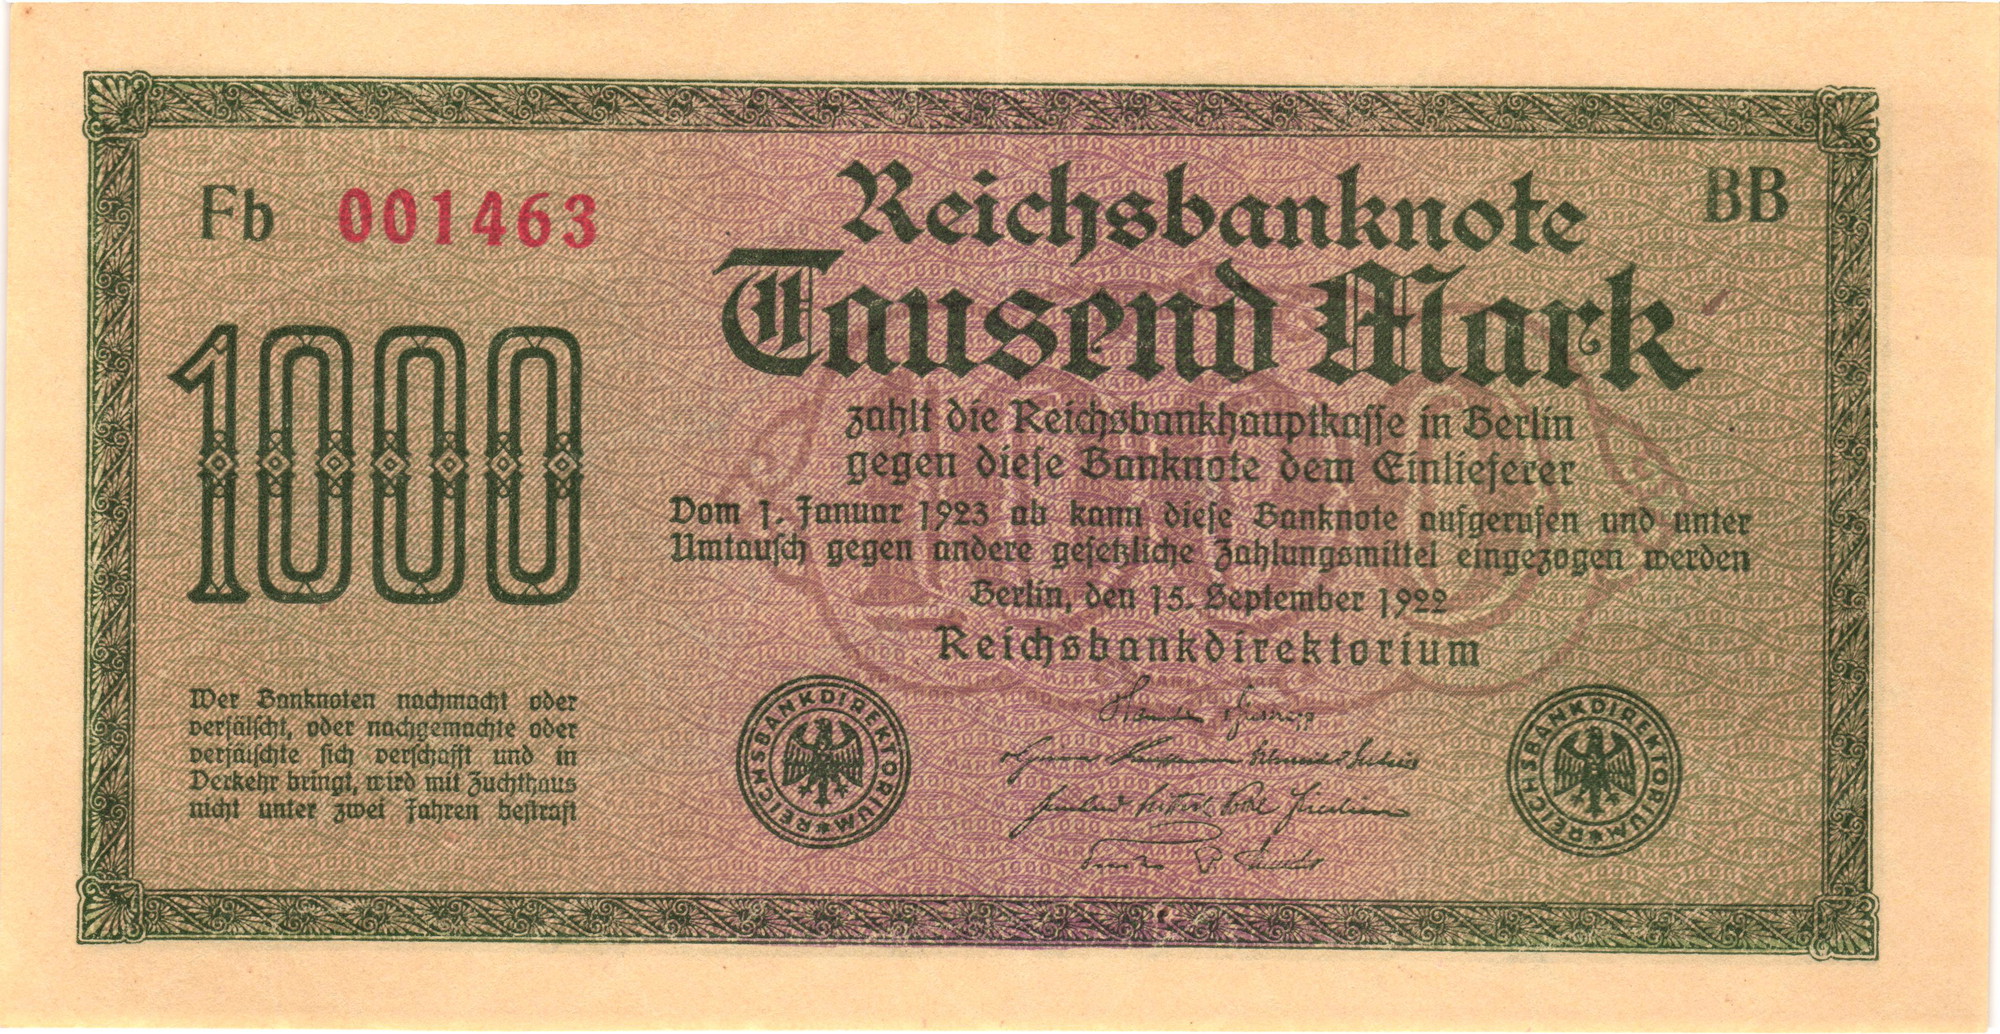 Fb 001463
BB
Reichsbanknote
Tausend Mark
1000
zahlt die Reichsbankhauptkasse in Berlin
gegen diese Banknote dem Einlieferer
Vom 1. Januar 1923 ab kann diese Banknote aufgerufen und unter
Umtausch gegen andere gesetzliche Zahlungsmittel eingezogen werden
Berlin, den 15. September 1922
Reichsbankdirektorium
Wer Banknoten nachmacht oder
verfälscht, oder nachgemachte oder
verfälschte sich verschafft und in
Verkehr bringt, wird mit Zuchthaus
nicht unter zwei Jahren bestraft
REICHSBANKDIREKTORIUM
REICHSBANKDIREKTORIUM